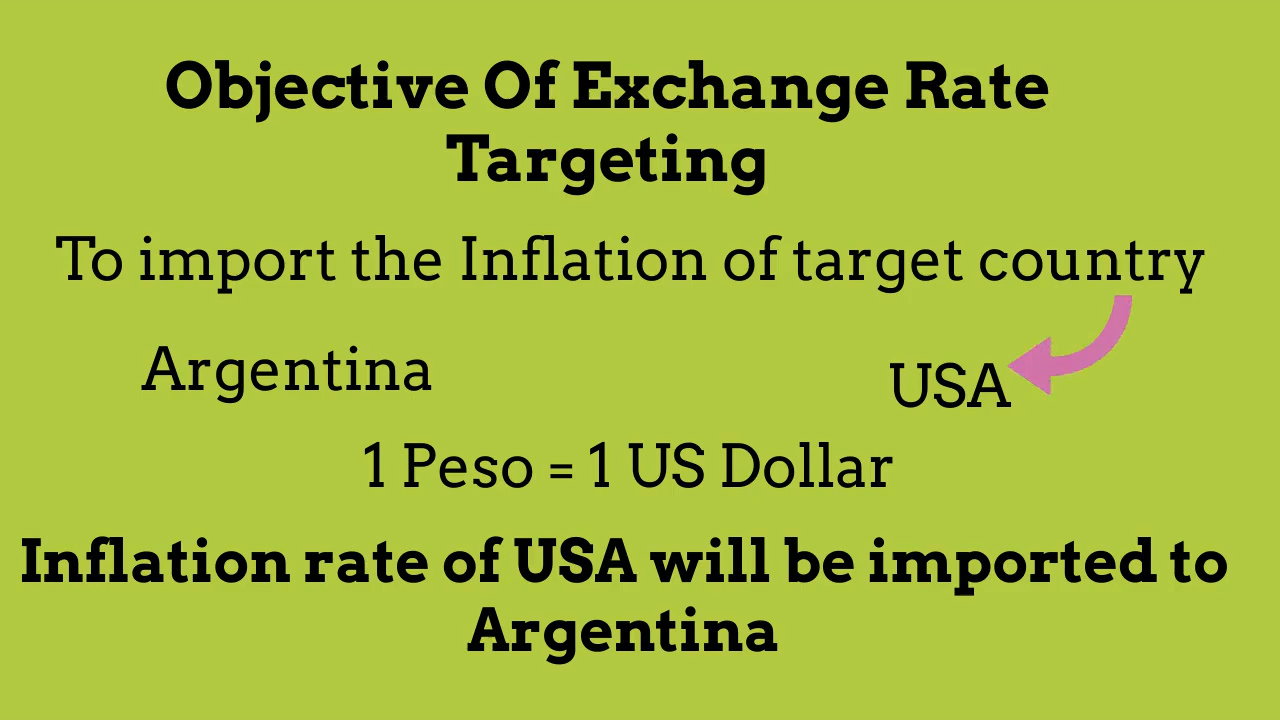 Objective Of Exchange Rate
Targeting
To import the Inflation of target country
Argentina
USA
1 Peso = 1 US Dollar
Inflation rate of USA will be imported to
Argentina